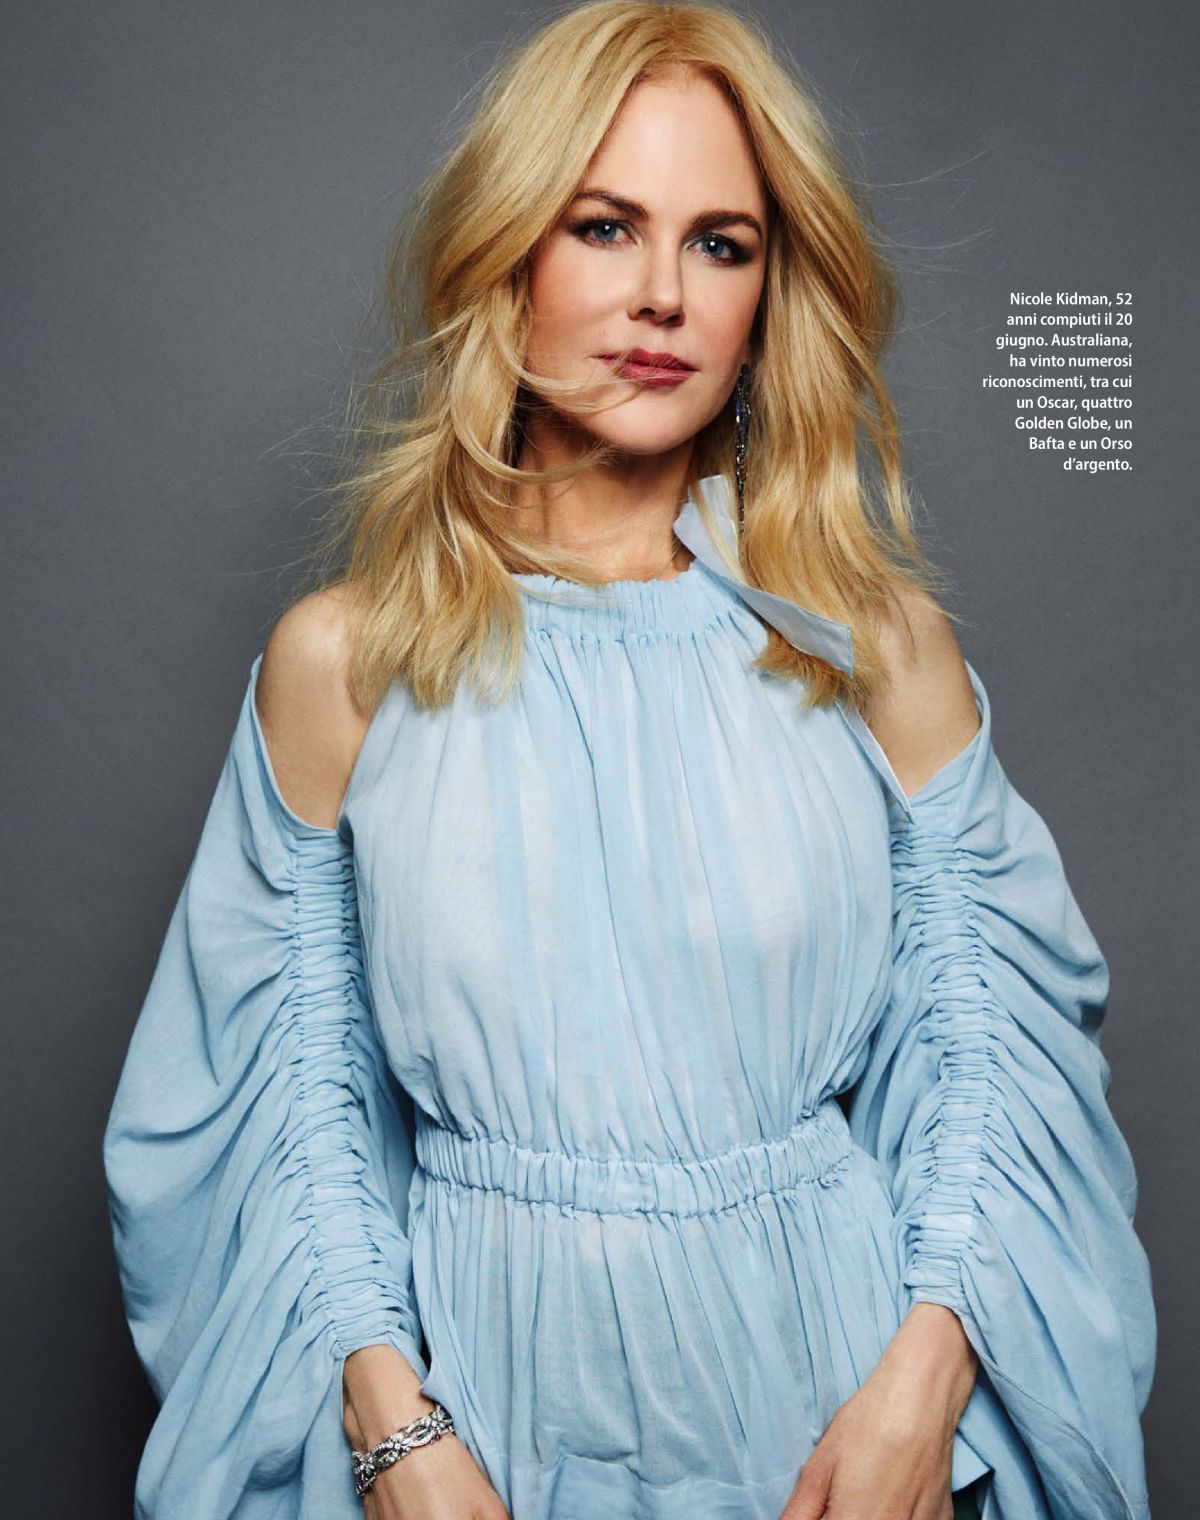 Nicole Kidman, 52
anni compiuti il 20
giugno. Australiana,
ha vinto numerosi
riconoscimenti, tra cui
un Oscar, quattro
Golden Globe, un
Bafta e un Orso
d’argento.